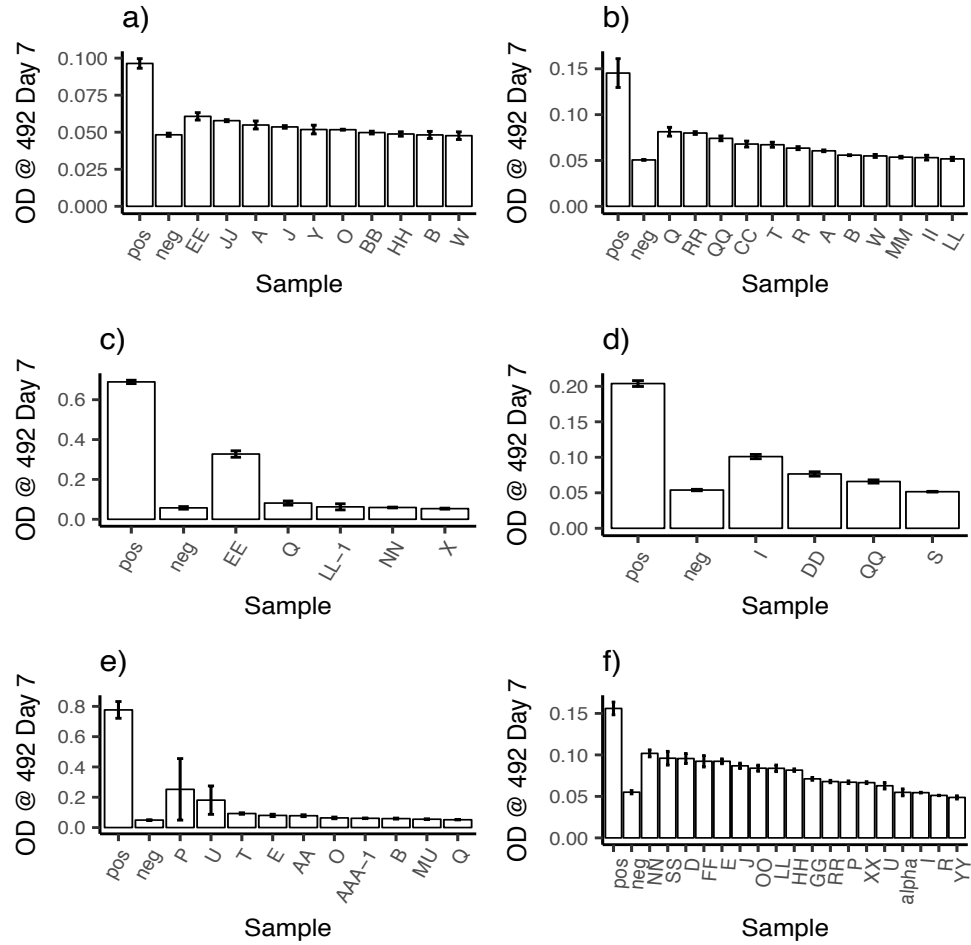 a)
OD @ 492 Day 7
0.100
0.075
0.050
0.025
0.000
pos neg EE JJ A J Y O BB HH B W
Sample
b)
OD @ 492 Day 7
0.15
0.10
0.05
0.00
pos neg Q RR QQ CC T R A B W MM II LL
Sample
c)
OD @ 492 Day 7
0.6
0.4
0.2
0.0
pos neg EE Q LL-1 NN X
Sample
d)
OD @ 492 Day 7
0.20
0.15
0.10
0.05
0.00
pos neg I DD QQ S
Sample
e)
OD @ 492 Day 7
0.8
0.6
0.4
0.2
0.0
pos neg P U T E AA O AAA-1 B MU Q
Sample
f)
OD @ 492 Day 7
0.15
0.10
0.05
0.00
pos neg NN SS D FF E J OO LL HH GG RR P XX U alpha I R YY
Sample